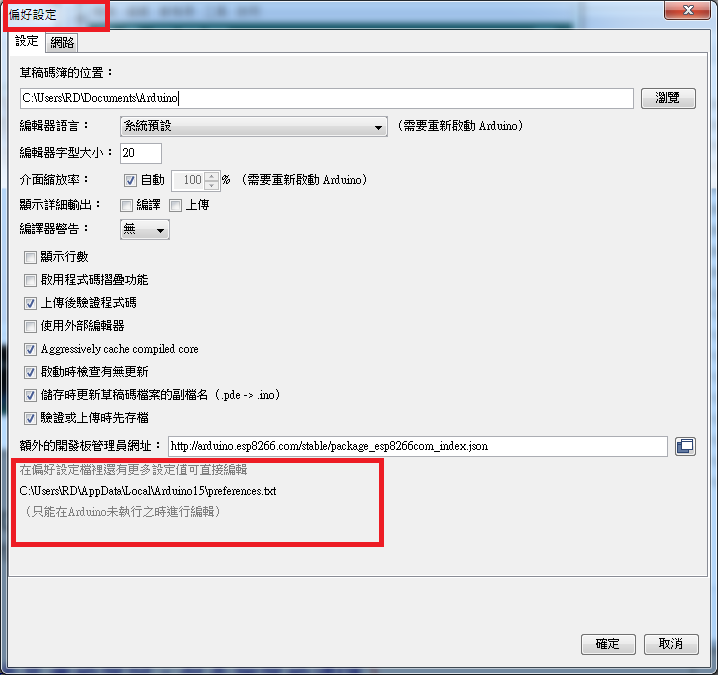 偏好設定
設定 網路
草稿碼簿的位置：
C:\Users\RD\Documents\Arduino 瀏覽
編輯器語言： 系統預設 （需要重新啟動 Arduino）
編輯器字型大小： 20
介面縮放率： 自動 100 % （需要重新啟動 Arduino）
顯示詳細輸出： 編譯 上傳
編譯器警告： 無
顯示行數
啟用程式碼摺疊功能
上傳後驗證程式碼
使用外部編輯器
Aggressively cache compiled core
啟動時檢查有無更新
儲存時更新草稿碼檔案的副檔名（.pde -> .ino）
驗證或上傳時先存檔
額外的開發板管理員網址： http://arduino.esp8266.com/stable/package_esp8266com_index.json
在偏好設定檔裡還有更多設定值可直接編輯
C:\Users\RD\AppData\Local\Arduino15\preferences.txt
（只能在Arduino未執行之時進行編輯）
確定 取消